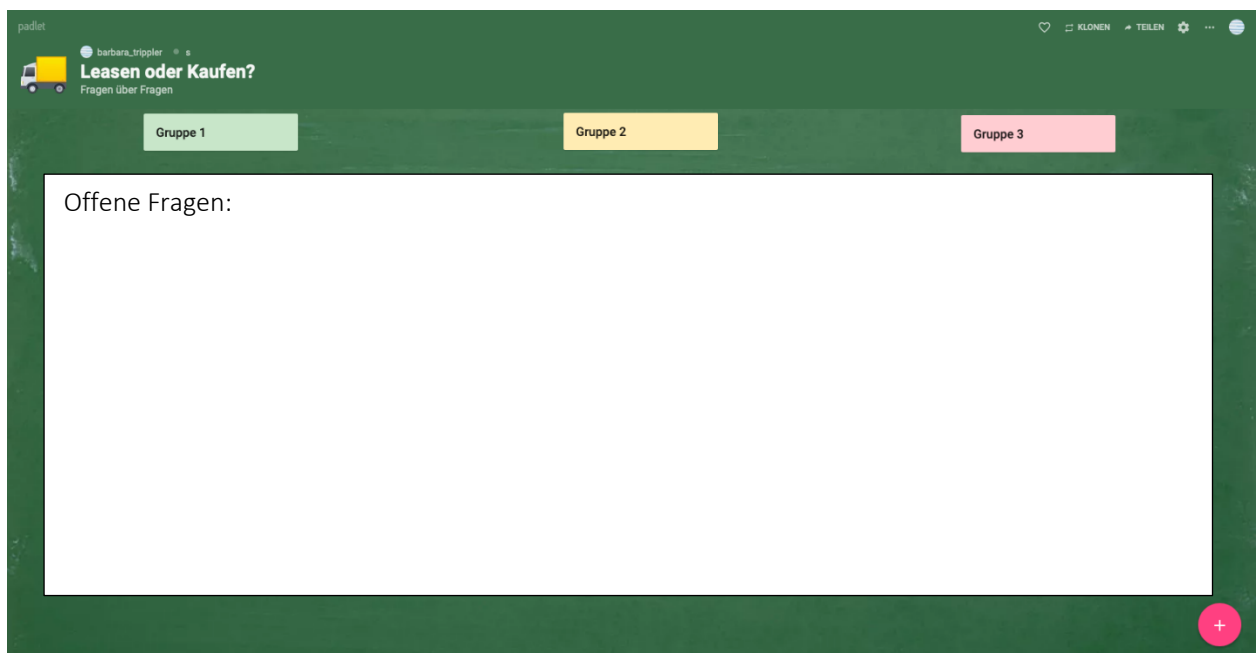 padlet
KLONEN TEILEN
barbara_trippler s
Leasen oder Kaufen?
Fragen über Fragen
Gruppe 1
Gruppe 2
Gruppe 3
Offene Fragen: